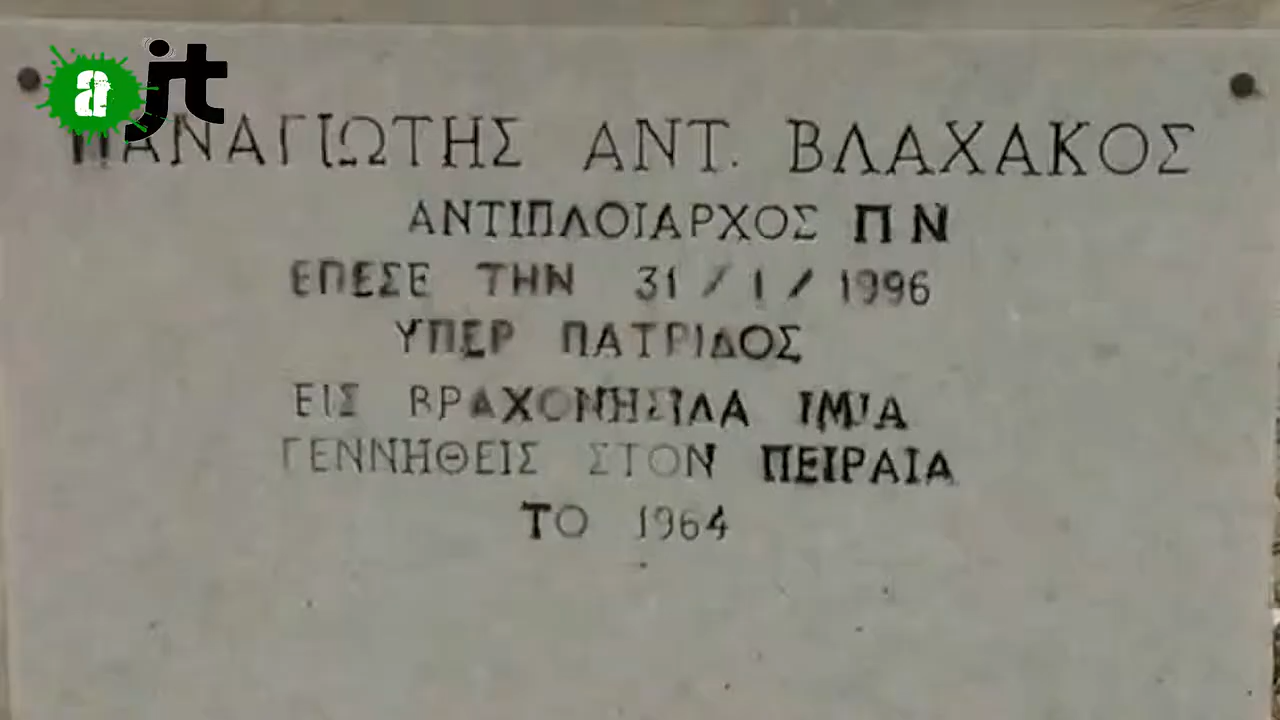 ajt
ΠΑΝΑΓΙΩΤΗΣ ΑΝΤ. ΒΛΑΧΑΚΟΣ
ΑΝΤΙΠΛΟΙΑΡΧΟΣ ΠΝ
ΕΠΕΣΕ ΤΗΝ 31/1/1996
ΥΠΕΡ ΠΑΤΡΙΔΟΣ
ΕΙΣ ΒΡΑΧΟΝΗΣΙΔΑ ΙΜΙΑ
ΓΕΝΝΗΘΕΙΣ ΣΤΟΝ ΠΕΙΡΑΙΑ
ΤΟ 1964